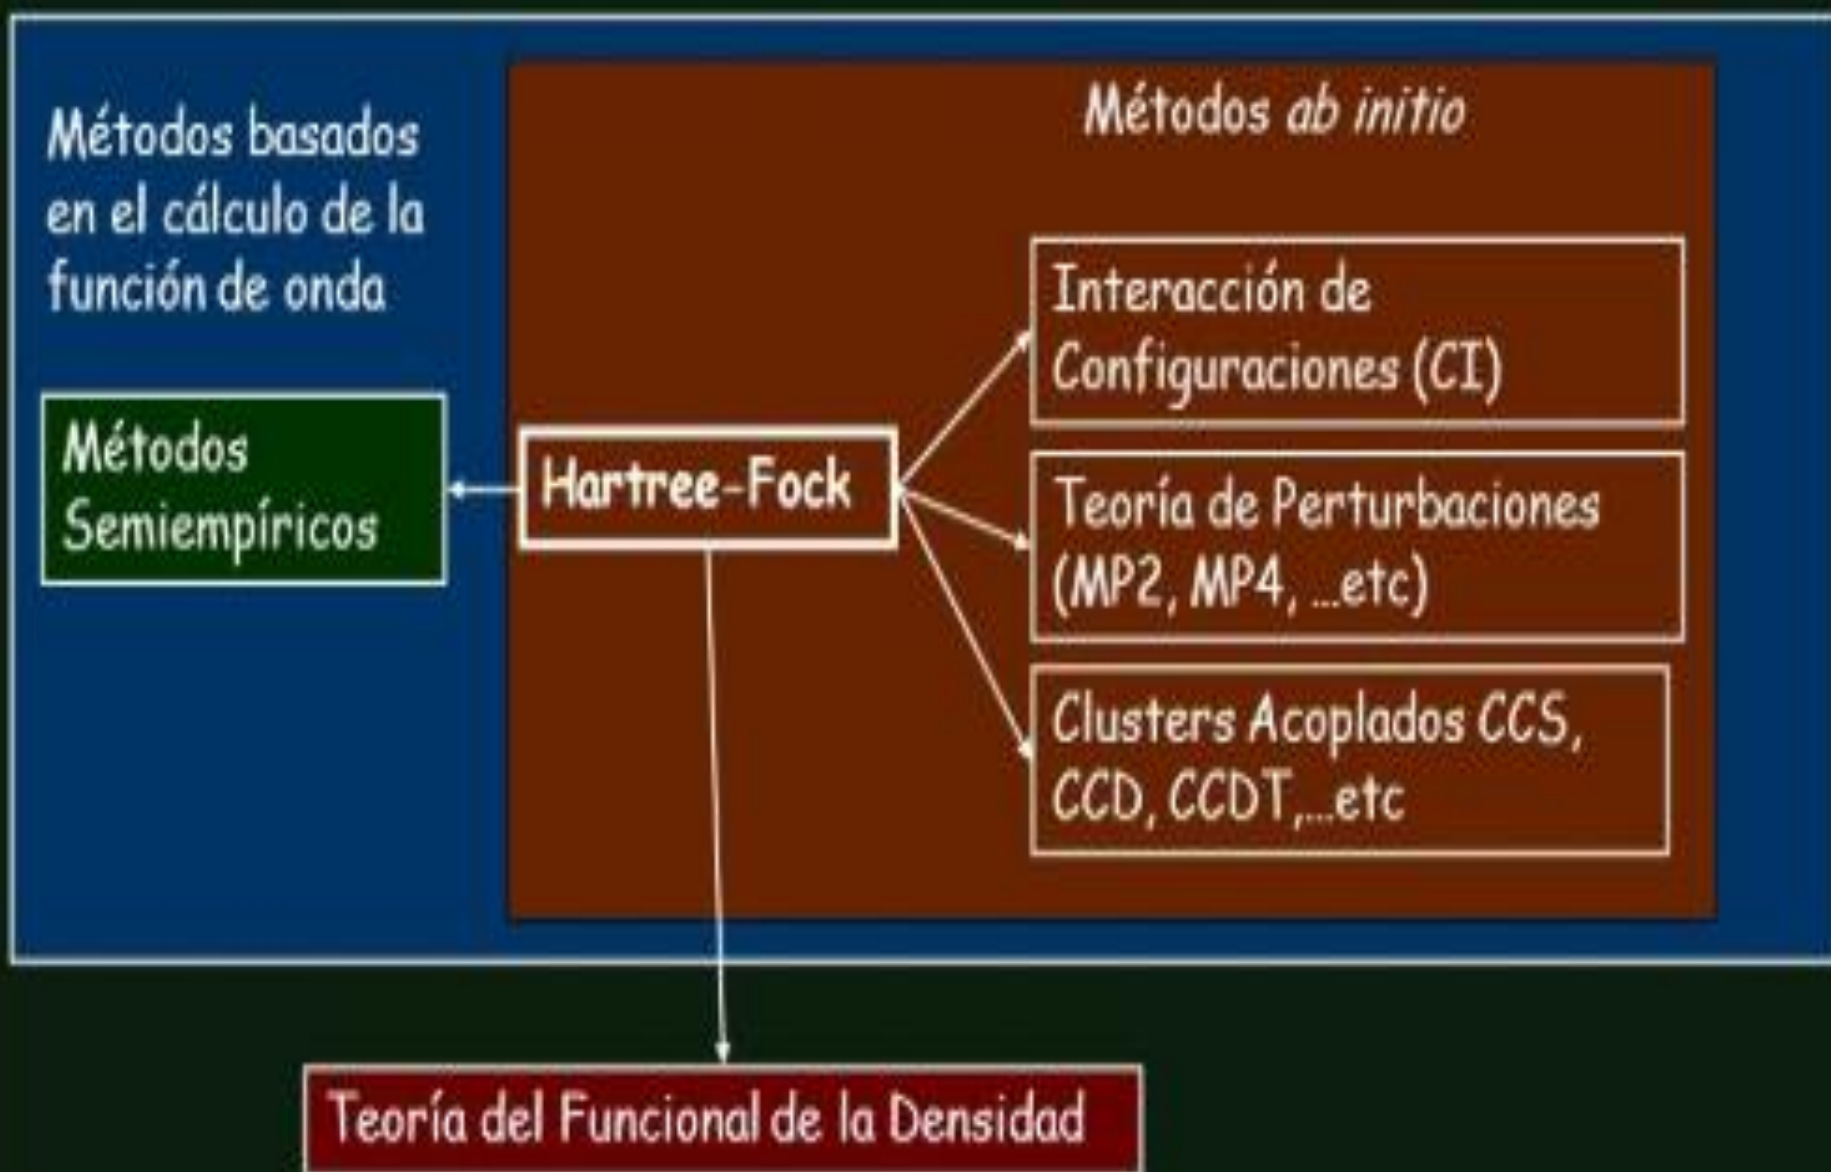 Métodos basados
en el cálculo de la
función de onda
Métodos ab initio
Interacción de
Configuraciones (CI)
Métodos
Semiempíricos
Hartree-Fock
Teoría de Perturbaciones
(MP2, MP4, ...etc)
Clusters Acoplados CCS,
CCD, CCDT,...etc
Teoría del Funcional de la Densidad